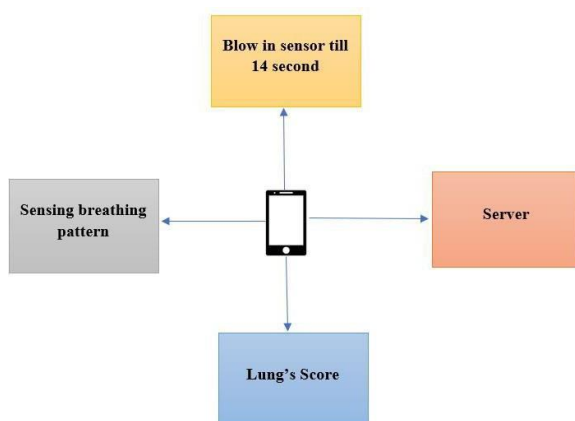 Blow in sensor till
14 second
Sensing breathing
pattern
Server
Lung’s Score